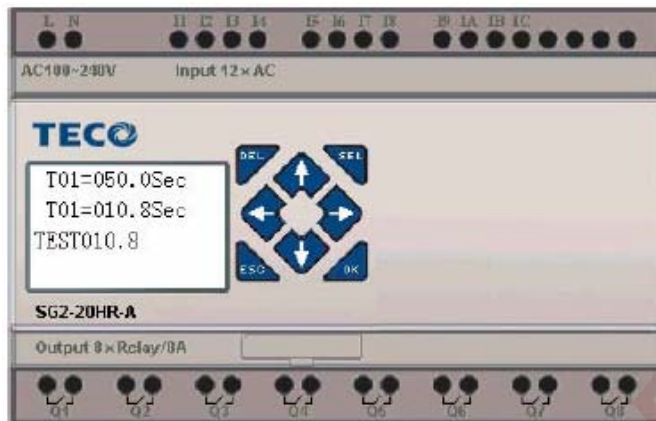 L N I1 I2 I3 I4 I5 I6 I7 I8 I9 IA IB IC
AC100~240V Input 12×AC
TECO
DEL SEL
T01=050.0Sec
T01=010.8Sec
TEST010.8
ESC OK
SG2-20HR-A
Output 8×Relay/8A
Q1 Q2 Q3 Q4 Q5 Q6 Q7 Q8